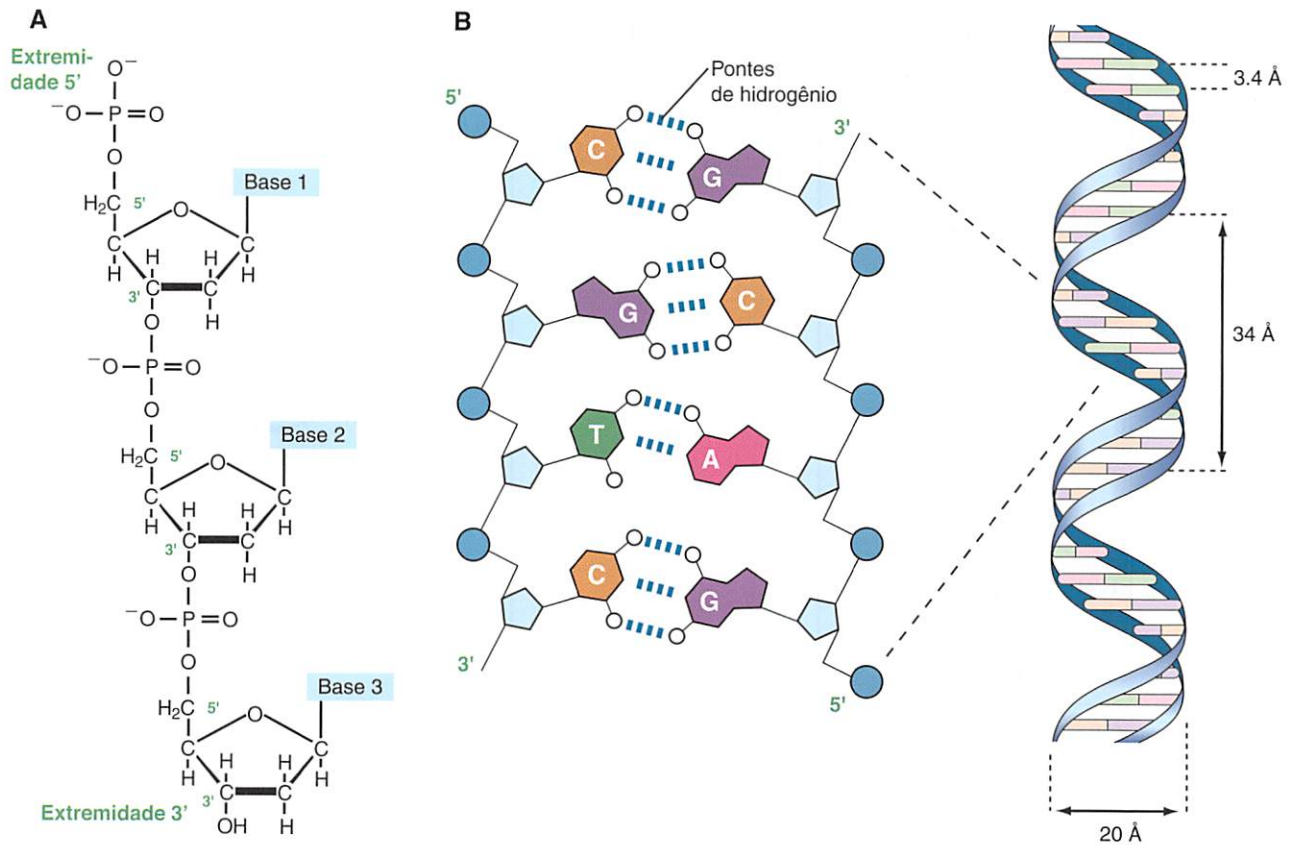 A
Extremi-
dade 5'
O⁻
⁻O P O
O
H₂C 5'
O
Base 1
C C
H H H H
3' C C
O H
⁻O P O
O
H₂C 5'
O
Base 2
C C
H H H H
3' C C
O H
⁻O P O
O
H₂C 5'
O
Base 3
C C
H H H H
3' C C
Extremidade 3'
OH H
B
Pontes
de hidrogênio
5'
3'
C G
G C
T A
C G
3'
5'
3.4 Å
34 Å
20 Å